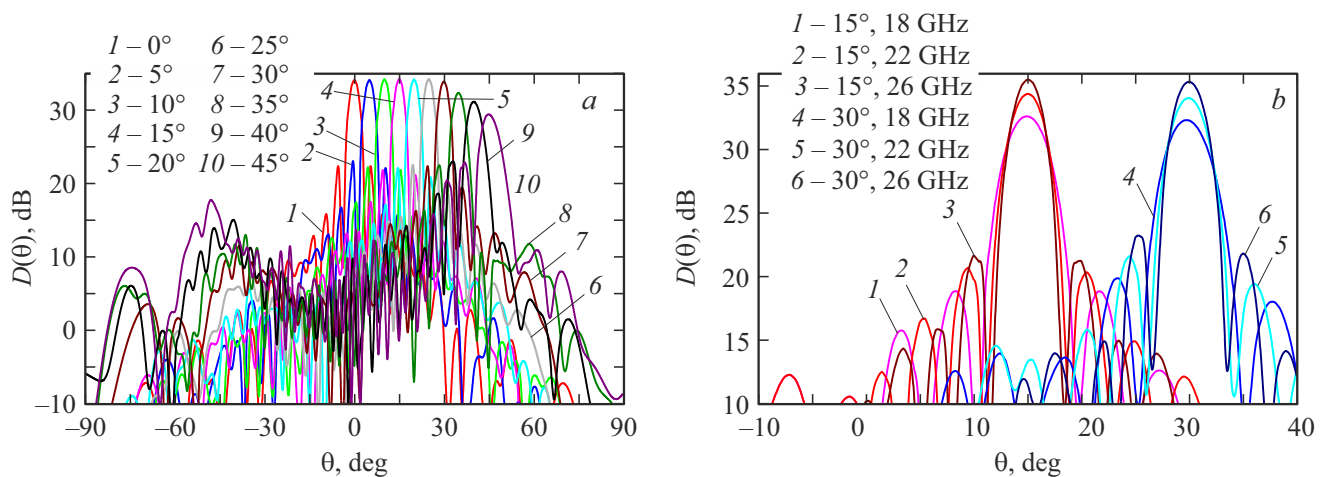 1 – 0° 6 – 25°
2 – 5° 7 – 30°
3 – 10° 8 – 35°
4 – 15° 9 – 40°
5 – 20° 10 – 45°
a
30
20
10
0
–10
D(θ), dB
4
5
3
2
9
10
1
8
7
6
–90 –60 –30 0 30 60 90
θ, deg
1 – 15°, 18 GHz
2 – 15°, 22 GHz
3 – 15°, 26 GHz
4 – 30°, 18 GHz
5 – 30°, 22 GHz
6 – 30°, 26 GHz
b
35
30
25
20
15
10
D(θ), dB
4
3
6
2
5
1
–10 0 10 20 30 40
θ, deg